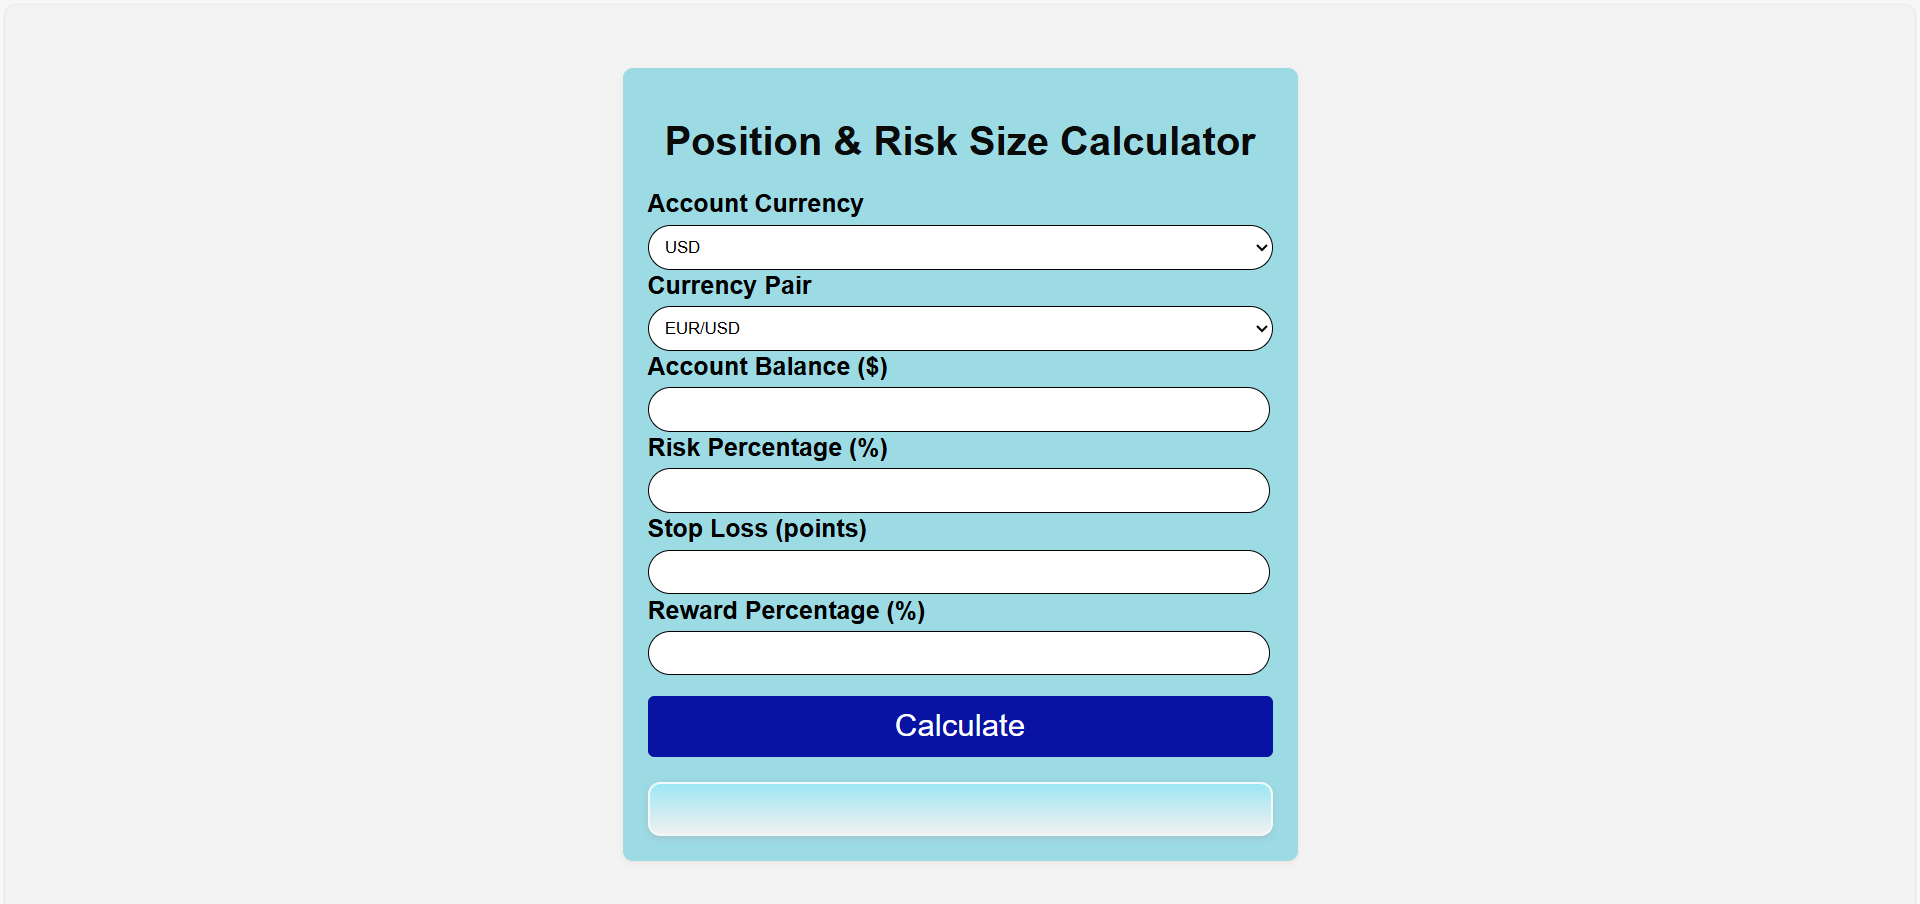 Position & Risk Size Calculator
Account Currency
USD
Currency Pair
EUR/USD
Account Balance ($)
Risk Percentage (%)
Stop Loss (points)
Reward Percentage (%)
Calculate